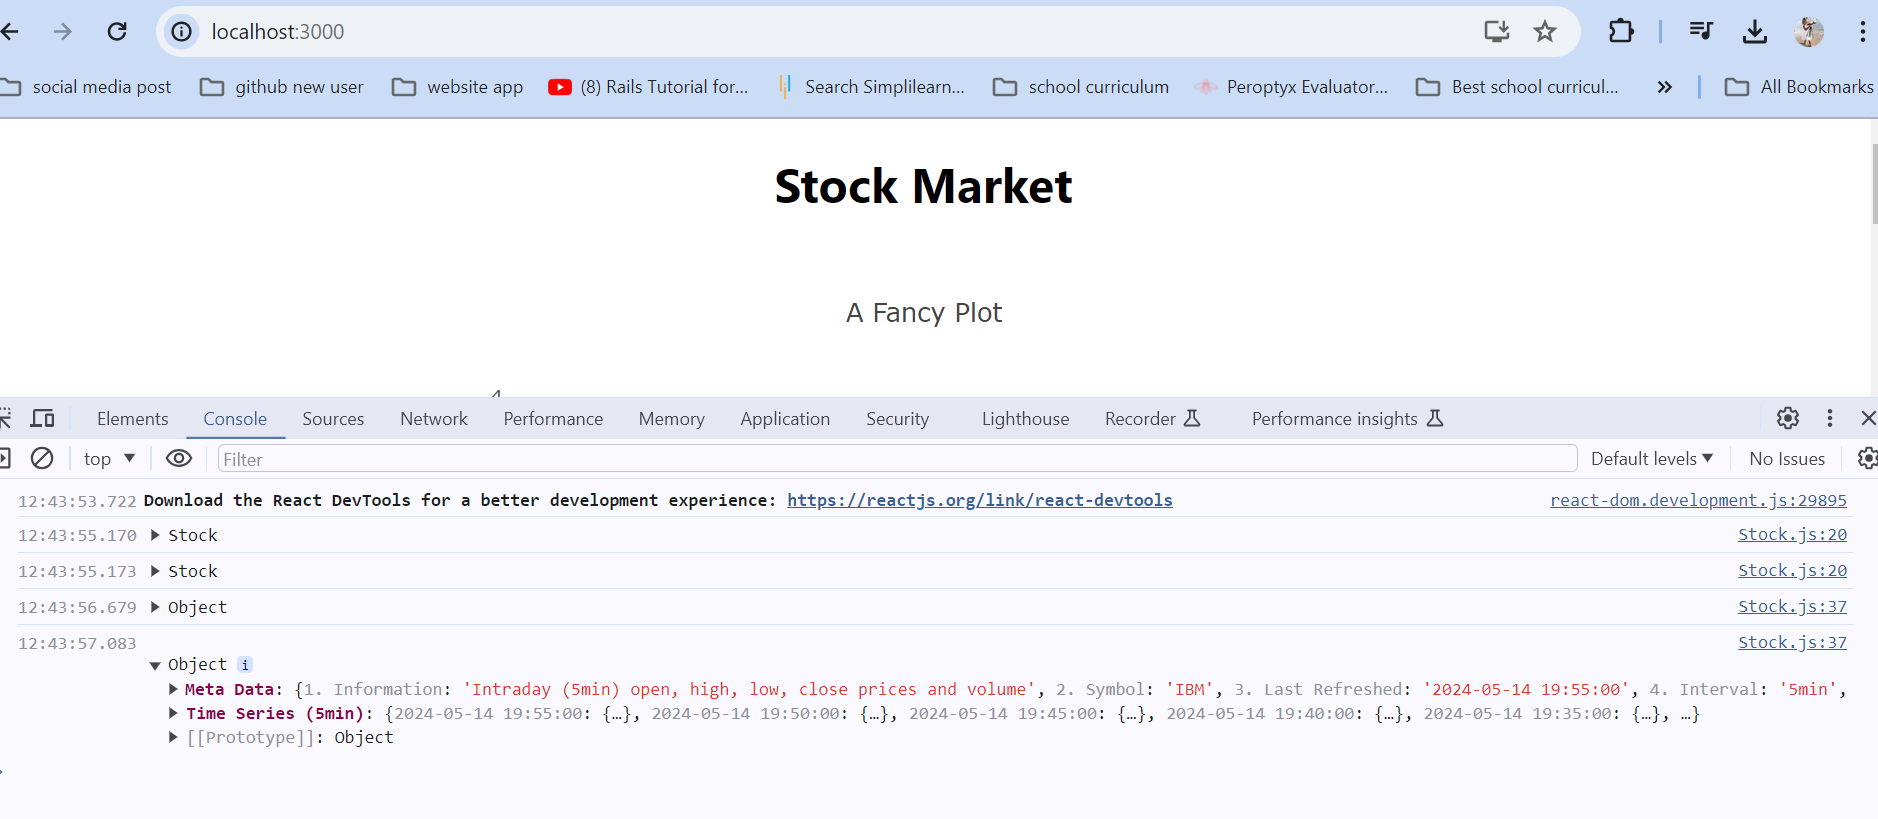 localhost:3000
social media post github new user website app (8) Rails Tutorial for... Search Simplilearn... school curriculum Peroptyx Evaluator... Best school curricul... » All Bookmarks
Stock Market
A Fancy Plot
4
Elements Console Sources Network Performance Memory Application Security Lighthouse Recorder Performance insights
top ▼ Filter Default levels ▼ No Issues
12:43:53.722 Download the React DevTools for a better development experience: https://reactjs.org/link/react-devtools react-dom.development.js:29895
12:43:55.170 ▶ Stock Stock.js:20
12:43:55.173 ▶ Stock Stock.js:20
12:43:56.679 ▶ Object Stock.js:37
12:43:57.083 Stock.js:37
▼ Object i
▶ Meta Data: {1. Information: 'Intraday (5min) open, high, low, close prices and volume', 2. Symbol: 'IBM', 3. Last Refreshed: '2024-05-14 19:55:00', 4. Interval: '5min',
▶ Time Series (5min): {2024-05-14 19:55:00: {…}, 2024-05-14 19:50:00: {…}, 2024-05-14 19:45:00: {…}, 2024-05-14 19:40:00: {…}, 2024-05-14 19:35:00: {…}, …}
▶ [[Prototype]]: Object